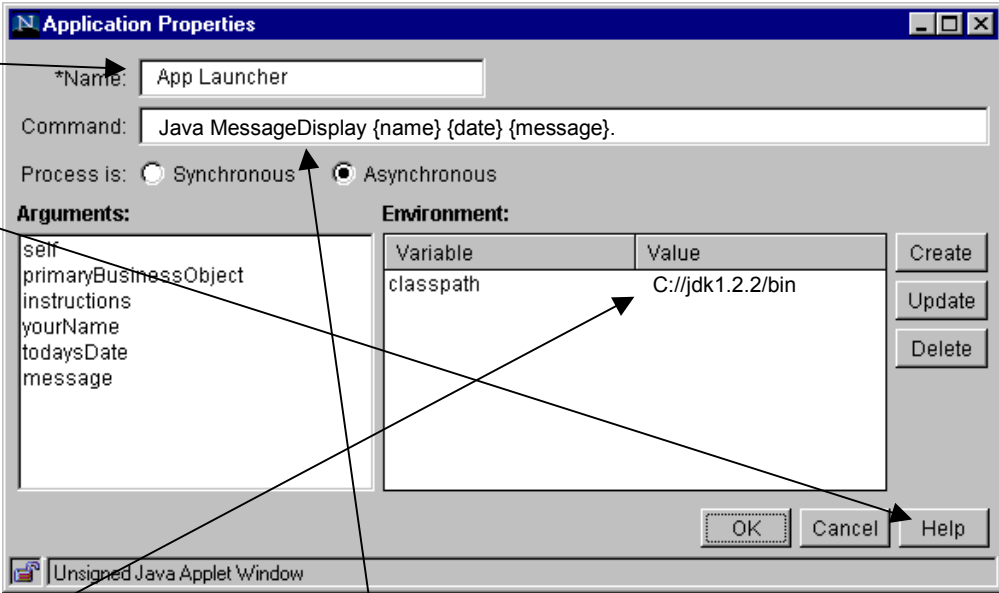 N Application Properties
*Name: App Launcher
Command: Java MessageDisplay {name} {date} {message}.
Process is: Synchronous Asynchronous
Arguments: Environment:
self
primaryBusinessObject
instructions
yourName
todaysDate
message
Variable Value
classpath C://jdk1.2.2/bin
Create
Update
Delete
OK Cancel Help
Unsigned Java Applet Window